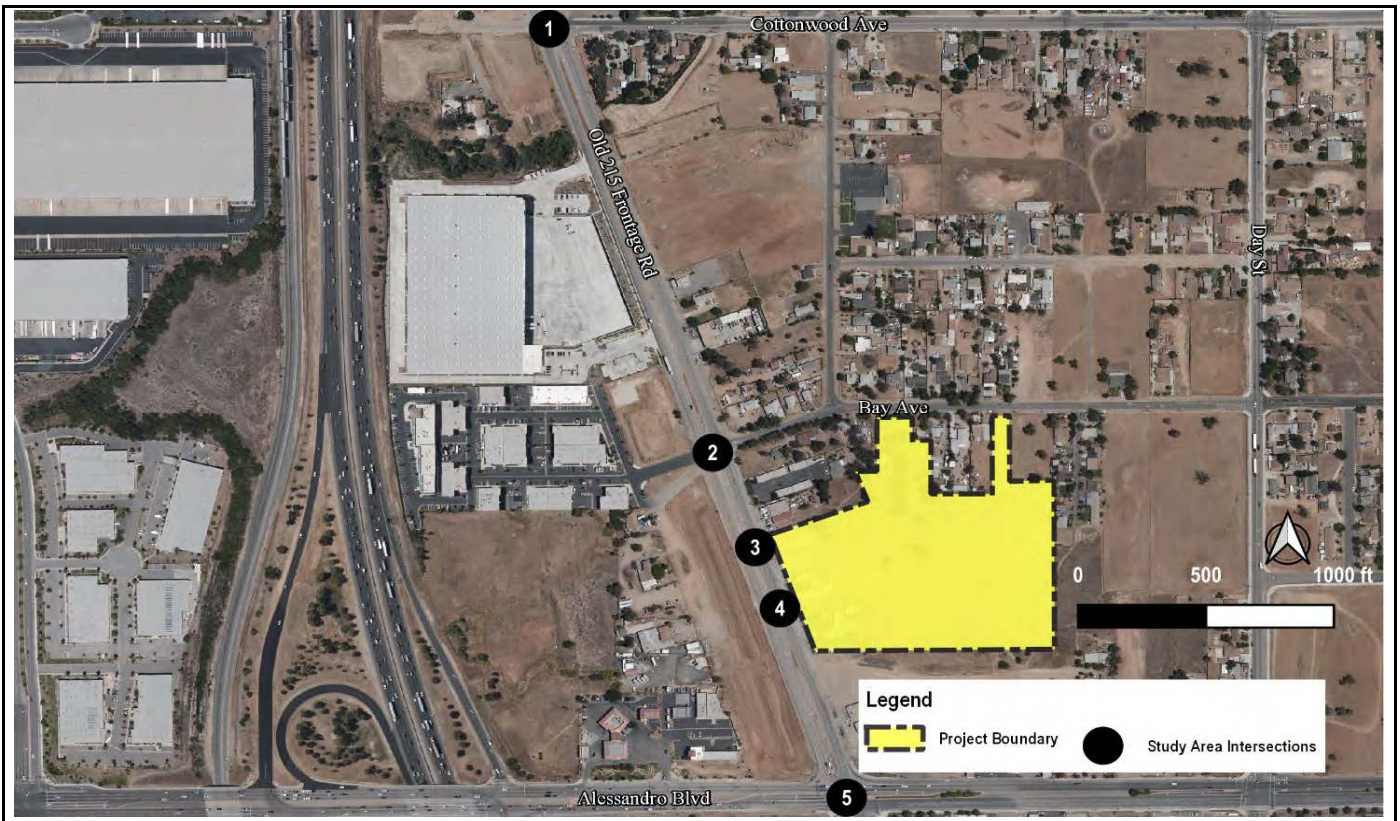 1
Cottonwood Ave
Old 215 Frontage Rd
Day St
Bay Ave
2
3
4
0 500 1000 ft
Legend
Project Boundary
Study Area Intersections
Alessandro Blvd
5